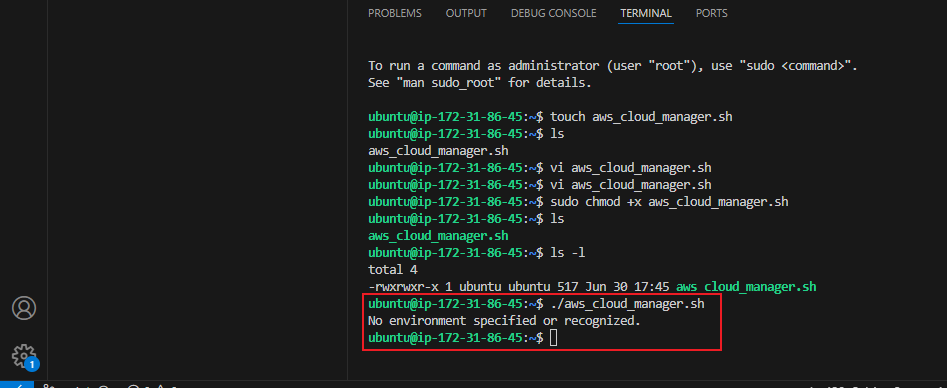 PROBLEMS OUTPUT DEBUG CONSOLE TERMINAL PORTS
To run a command as administrator (user "root"), use "sudo <command>".
See "man sudo_root" for details.
ubuntu@ip-172-31-86-45:~$ touch aws_cloud_manager.sh
ubuntu@ip-172-31-86-45:~$ ls
aws_cloud_manager.sh
ubuntu@ip-172-31-86-45:~$ vi aws_cloud_manager.sh
ubuntu@ip-172-31-86-45:~$ vi aws_cloud_manager.sh
ubuntu@ip-172-31-86-45:~$ sudo chmod +x aws_cloud_manager.sh
ubuntu@ip-172-31-86-45:~$ ls
aws_cloud_manager.sh
ubuntu@ip-172-31-86-45:~$ ls -l
total 4
-rwxrwxr-x 1 ubuntu ubuntu 517 Jun 30 17:45 aws_cloud_manager.sh
ubuntu@ip-172-31-86-45:~$ ./aws_cloud_manager.sh
No environment specified or recognized.
ubuntu@ip-172-31-86-45:~$
1